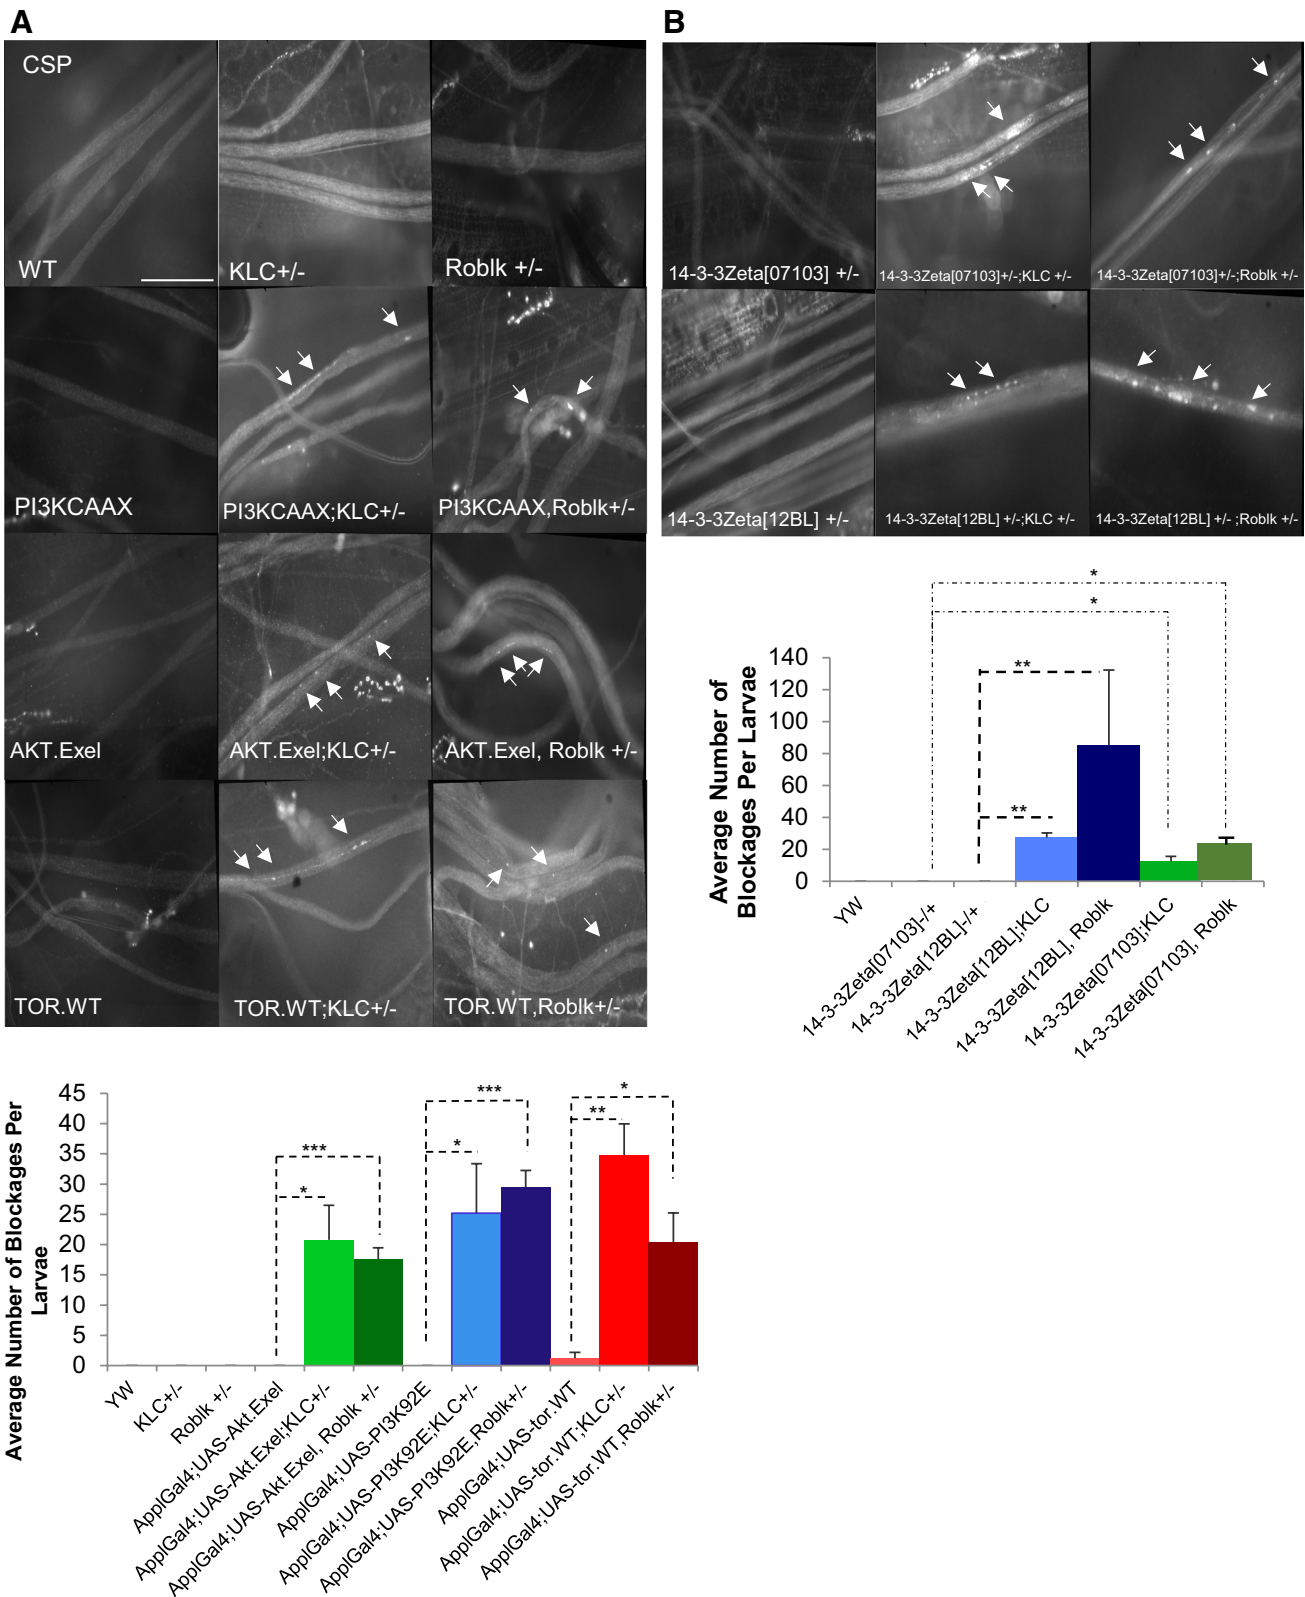 A
CSP
WT
KLC+/-
Roblk +/-
PI3KCAAX
PI3KCAAX;KLC+/-
PI3KCAAX,Roblk+/-
AKT.Exel
AKT.Exel;KLC+/-
AKT.Exel, Roblk +/-
TOR.WT
TOR.WT;KLC+/-
TOR.WT,Roblk+/-
Average Number of Blockages Per
Larvae
45
40
35
30
25
20
15
10
5
0
***
*
***
*
*
**
YW
KLC+/-
Roblk +/-
ApplGal4;UAS-Akt.Exel
ApplGal4;UAS-Akt.Exel;KLC+/-
ApplGal4;UAS-Akt.Exel, Roblk +/-
ApplGal4;UAS-PI3K92E
ApplGal4;UAS-PI3K92E;KLC+/-
ApplGal4;UAS-PI3K92E,Roblk+/-
ApplGal4;UAS-tor.WT
ApplGal4;UAS-tor.WT;KLC+/-
ApplGal4;UAS-tor.WT,Roblk+/-
B
14-3-3Zeta[07103] +/-
14-3-3Zeta[07103]+/-;KLC +/-
14-3-3Zeta[07103]+/-;Roblk +/-
14-3-3Zeta[12BL] +/-
14-3-3Zeta[12BL] +/-;KLC +/-
14-3-3Zeta[12BL] +/- ;Roblk +/-
Average Number of
Blockages Per Larvae
140
120
100
80
60
40
20
0
*
*
**
**
YW
14-3-3Zeta[07103]-/+
14-3-3Zeta[12BL]-/+
14-3-3Zeta[12BL];KLC
14-3-3Zeta[12BL], Roblk
14-3-3Zeta[07103];KLC
14-3-3Zeta[07103], Roblk